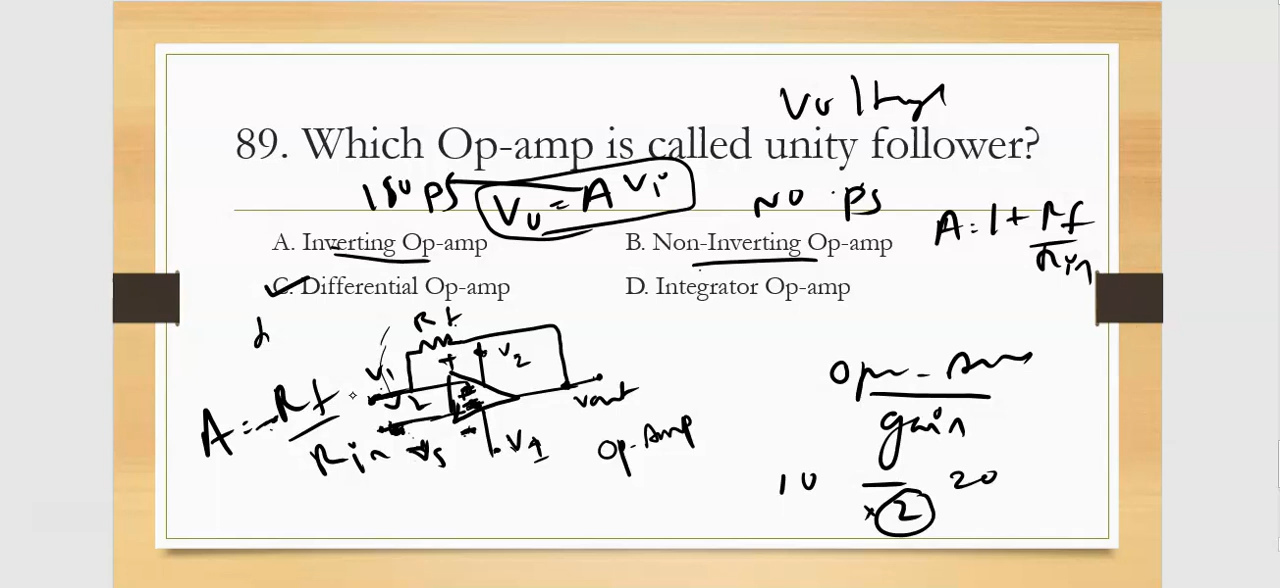 Voltage
89. Which Op-amp is called unity follower?
180 ps
Vo = A Vi
NO ps
A = 1 + Rf
Rin
A. Inverting Op-amp
B. Non-Inverting Op-amp
C. Differential Op-amp
D. Integrator Op-amp
Rf
V1
+
V2
Vout
A = -Rf
Rin
Op-Amp
Op-Amp
gain
10
×2
20